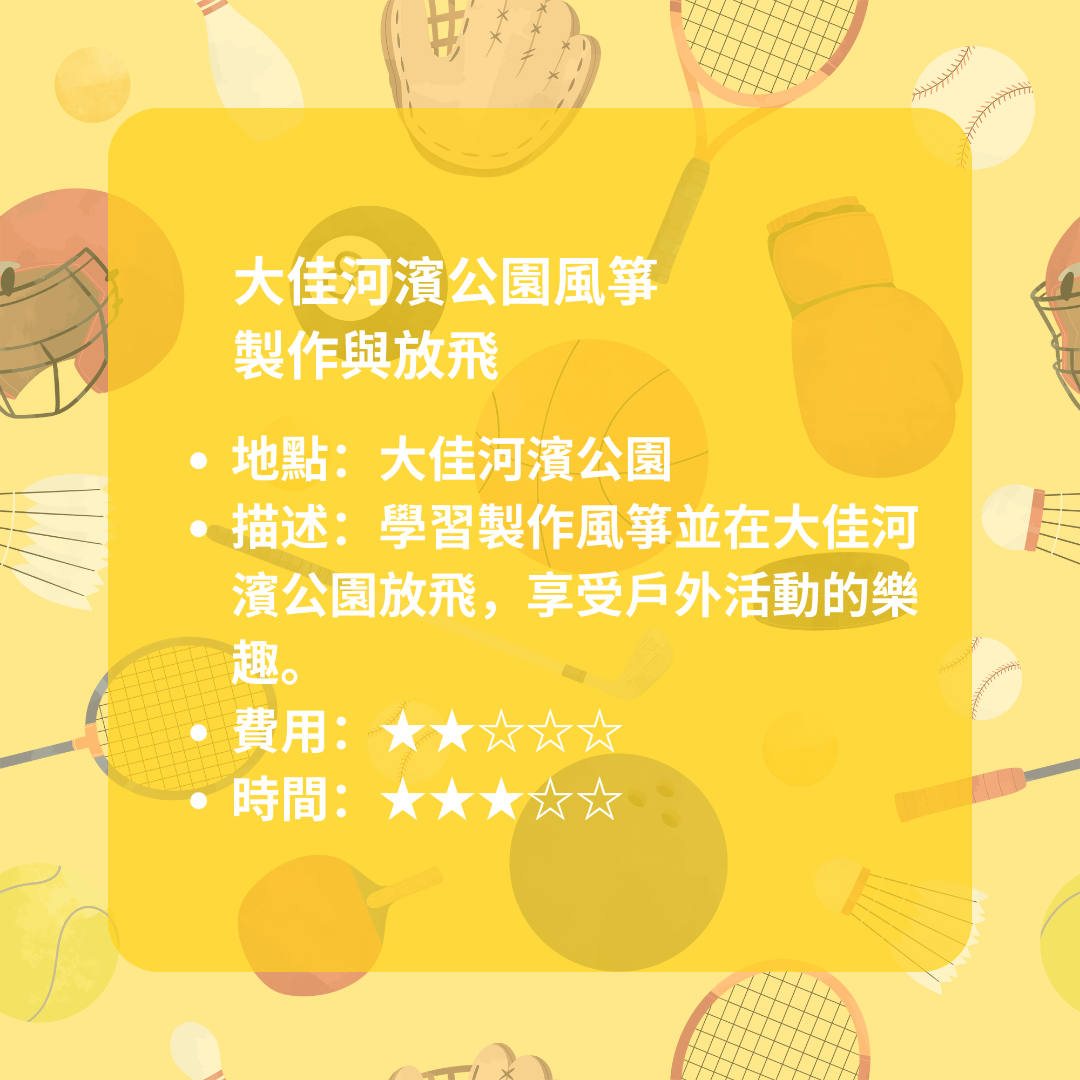 大佳河濱公園風箏
製作與放飛
• 地點：大佳河濱公園
• 描述：學習製作風箏並在大佳河
濱公園放飛，享受戶外活動的樂
趣。
• 費用：★★☆☆☆
• 時間：★★★☆☆